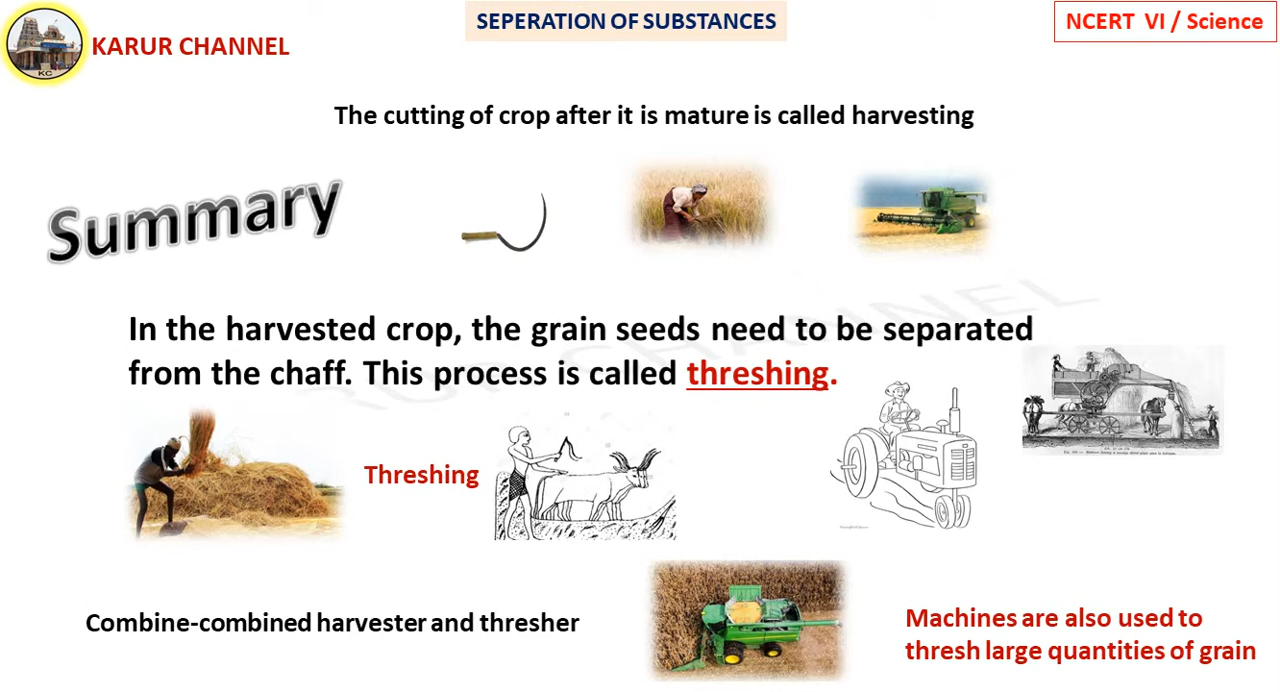 KARUR CHANNEL
KC
SEPERATION OF SUBSTANCES
NCERT VI / Science
The cutting of crop after it is mature is called harvesting
Summary
In the harvested crop, the grain seeds need to be separated
from the chaff. This process is called threshing.
Threshing
Combine-combined harvester and thresher
Machines are also used to
thresh large quantities of grain